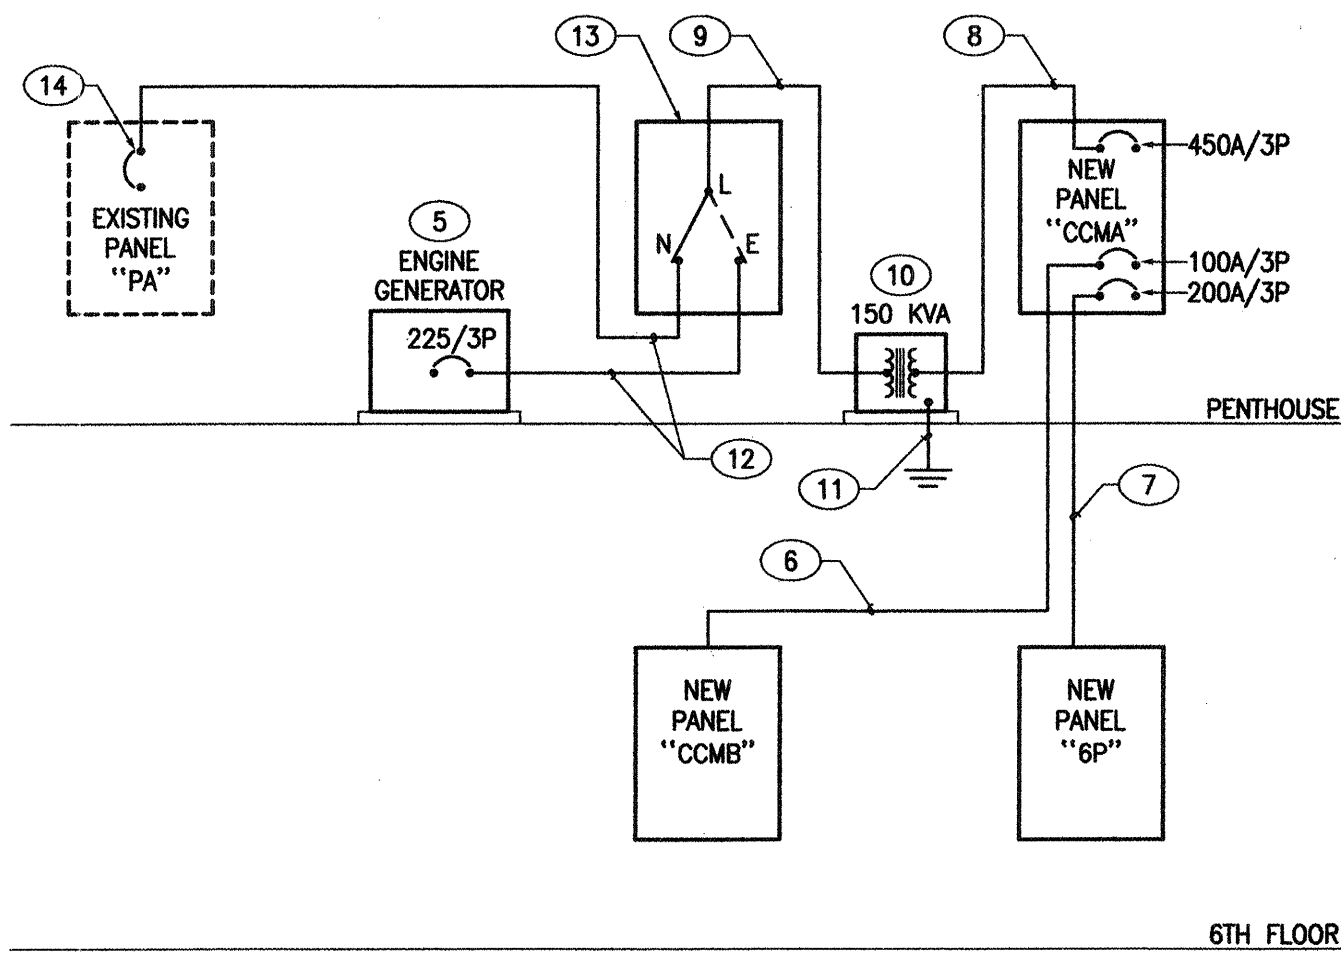 13
9
8
14
450A/3P
NEW
PANEL
"CCMA"
100A/3P
200A/3P
EXISTING
PANEL
"PA"
5
ENGINE
GENERATOR
225/3P
L
N
E
10
150 KVA
PENTHOUSE
12
11
7
6
NEW
PANEL
"CCMB"
NEW
PANEL
"6P"
6TH FLOOR